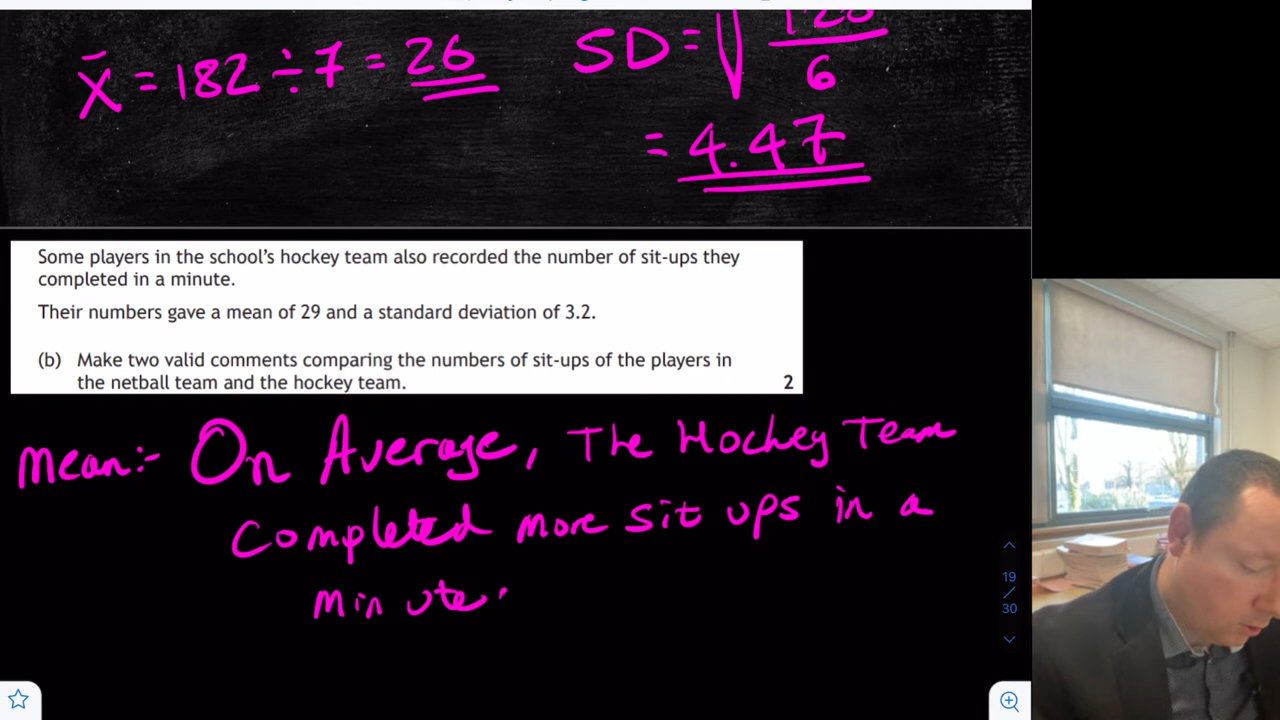 x̄ = 182 ÷ 7 = 26
SD = √120/6
= 4.47
Some players in the school's hockey team also recorded the number of sit-ups they
completed in a minute.
Their numbers gave a mean of 29 and a standard deviation of 3.2.
(b) Make two valid comments comparing the numbers of sit-ups of the players in
the netball team and the hockey team. 2
mean:- On Average, The Hockey Team
Completed more sit ups in a
minute.
19
/
30